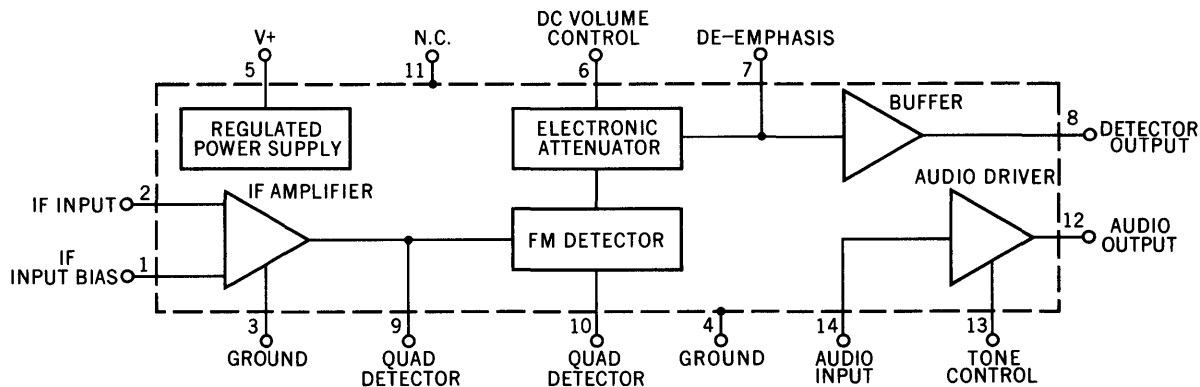 V+
5
N.C.
11
DC VOLUME
CONTROL
6
DE-EMPHASIS
7
REGULATED
POWER SUPPLY
ELECTRONIC
ATTENUATOR
BUFFER
8
DETECTOR
OUTPUT
IF INPUT
2
IF AMPLIFIER
IF
INPUT BIAS
1
FM DETECTOR
AUDIO DRIVER
12
AUDIO
OUTPUT
3
GROUND
9
QUAD
DETECTOR
10
QUAD
DETECTOR
4
GROUND
14
AUDIO
INPUT
13
TONE
CONTROL